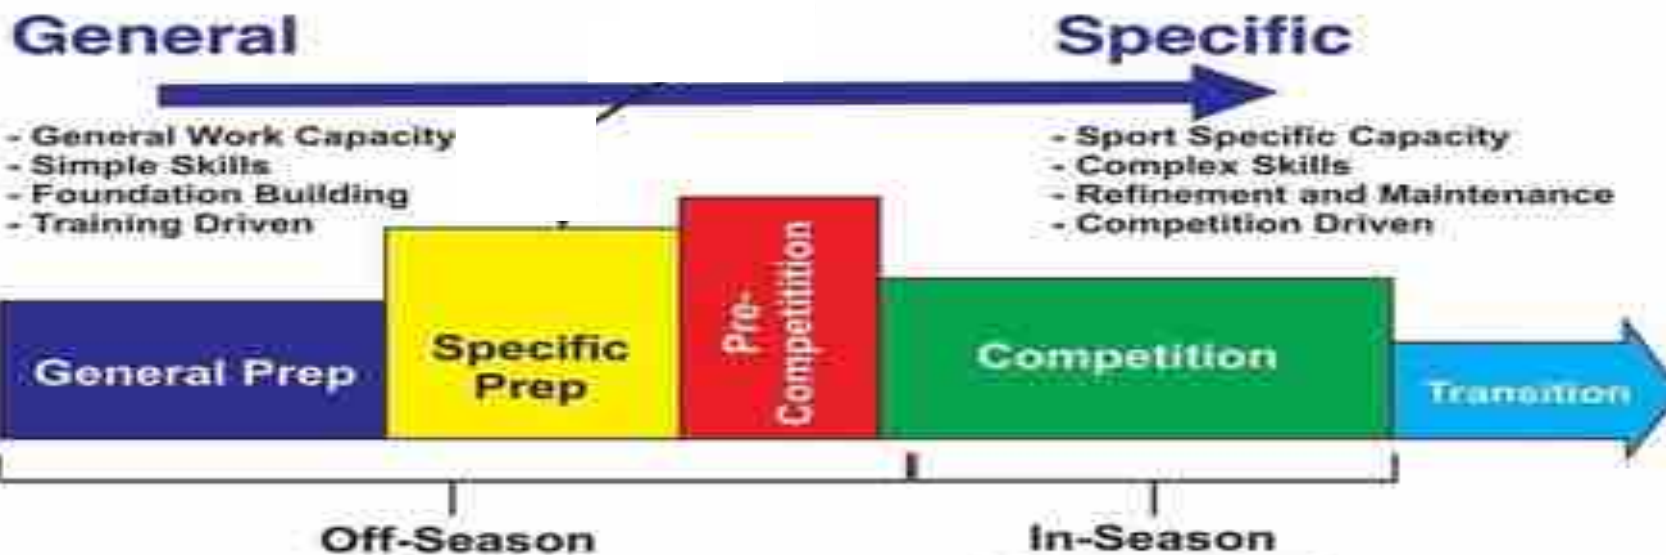 General
Specific
- General Work Capacity
- Simple Skills
- Foundation Building
- Training Driven
- Sport Specific Capacity
- Complex Skills
- Refinement and Maintenance
- Competition Driven
General Prep
Specific
Prep
Pre-
Competitition
Competition
Transition
Off-Season
In-Season